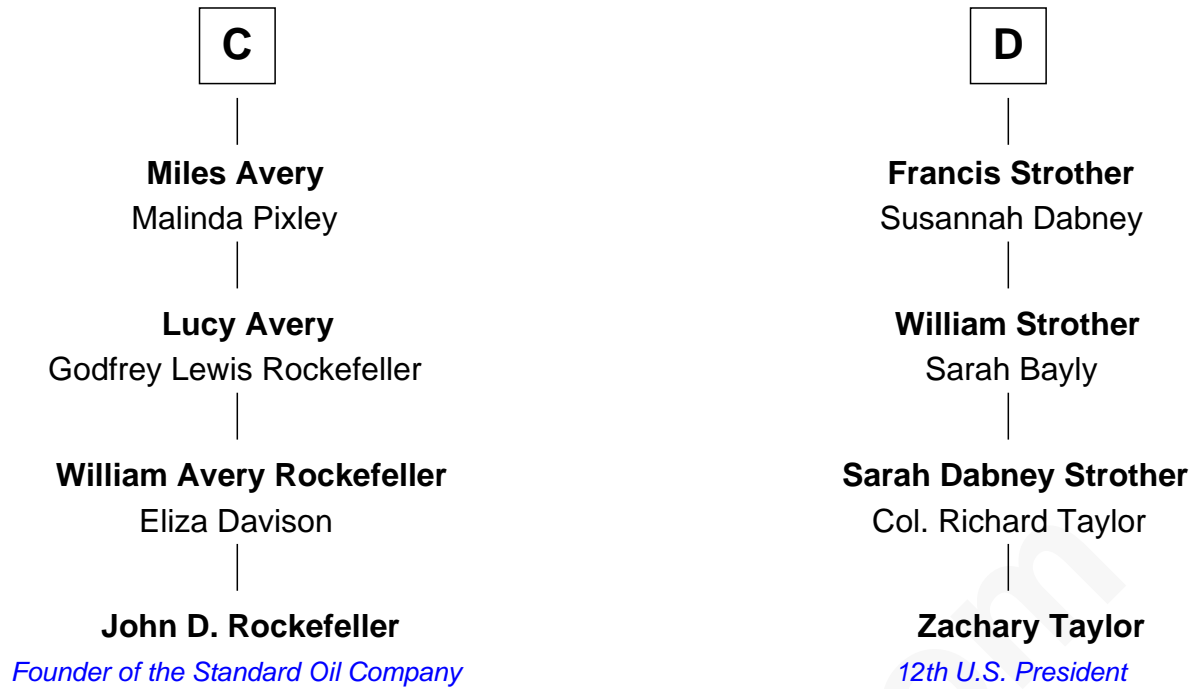 C
Miles Avery
Malinda Pixley
Lucy Avery
Godfrey Lewis Rockefeller
William Avery Rockefeller
Eliza Davison
John D. Rockefeller
Founder of the Standard Oil Company
D
Francis Strother
Susannah Dabney
William Strother
Sarah Bayly
Sarah Dabney Strother
Col. Richard Taylor
Zachary Taylor
12th U.S. President